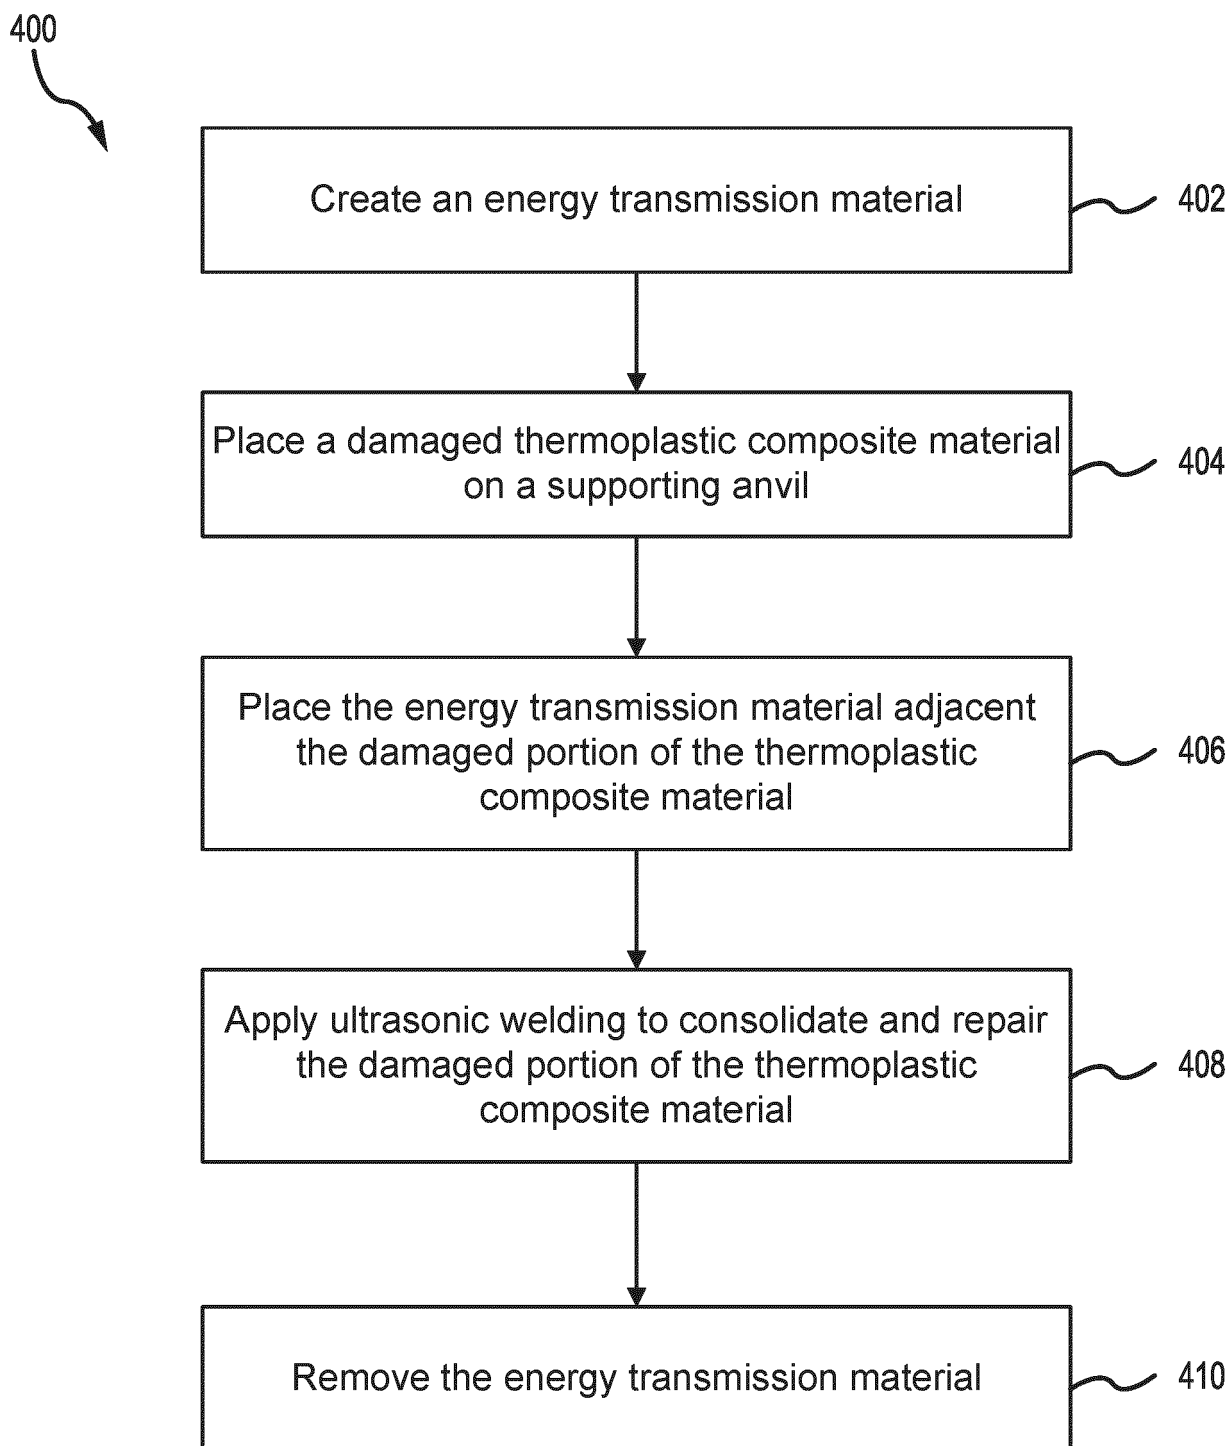 400
Create an energy transmission material
402
Place a damaged thermoplastic composite material
on a supporting anvil
404
Place the energy transmission material adjacent
the damaged portion of the thermoplastic
composite material
406
Apply ultrasonic welding to consolidate and repair
the damaged portion of the thermoplastic
composite material
408
Remove the energy transmission material
410